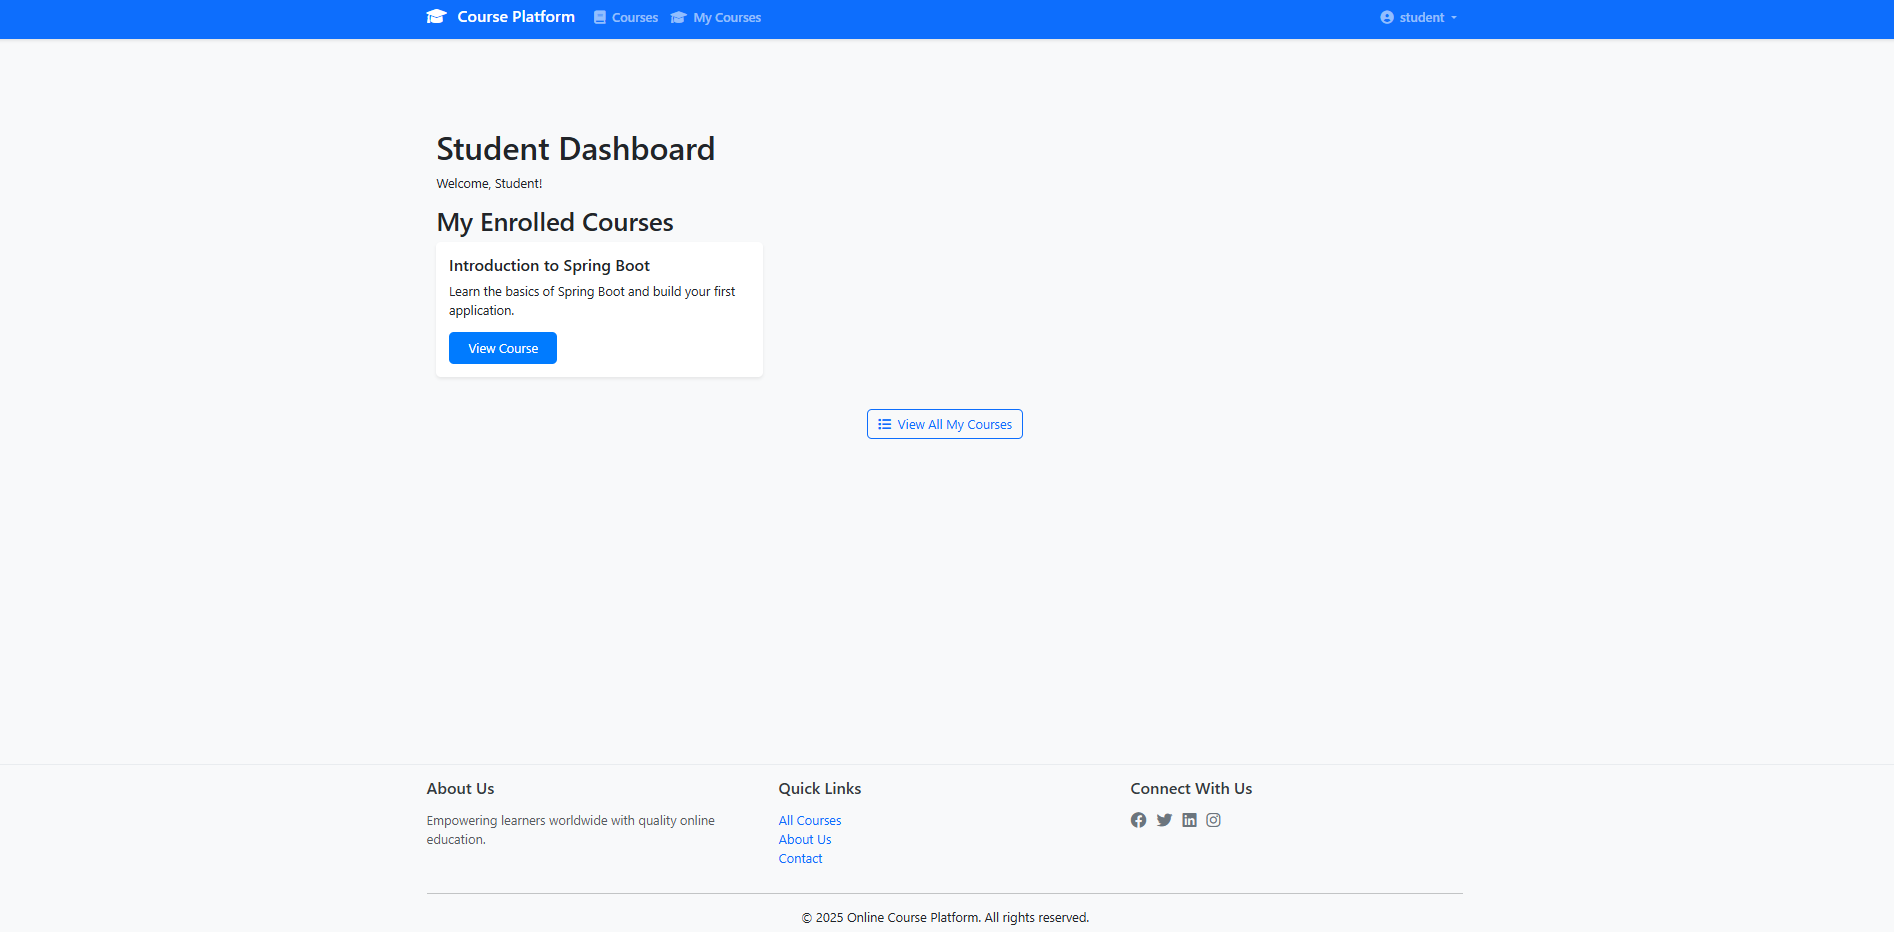 Course Platform
Courses
My Courses
student
Student Dashboard
Welcome, Student!
My Enrolled Courses
Introduction to Spring Boot
Learn the basics of Spring Boot and build your first
application.
View Course
View All My Courses
About Us
Empowering learners worldwide with quality online
education.
Quick Links
All Courses
About Us
Contact
Connect With Us
© 2025 Online Course Platform. All rights reserved.